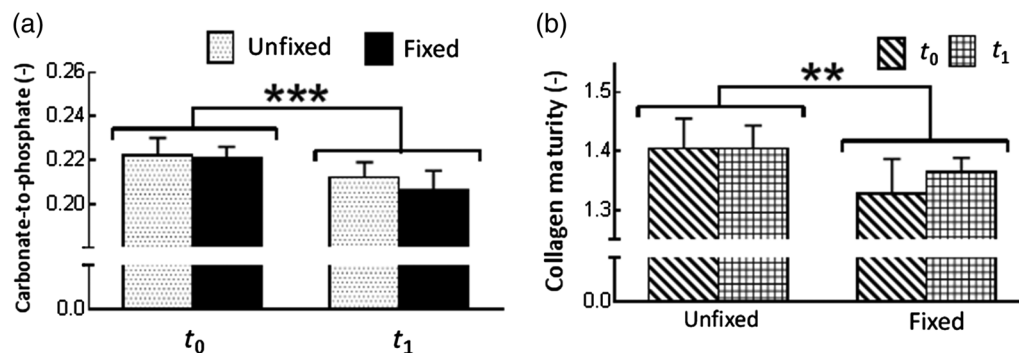 (a)
Unfixed Fixed
Carbonate-to-phosphate (-)
0.26
0.24
0.22
0.20
0.0
***
t0 t1
(b)
t0 t1
Collagen maturity (-)
1.5
1.4
1.3
0.0
**
Unfixed Fixed